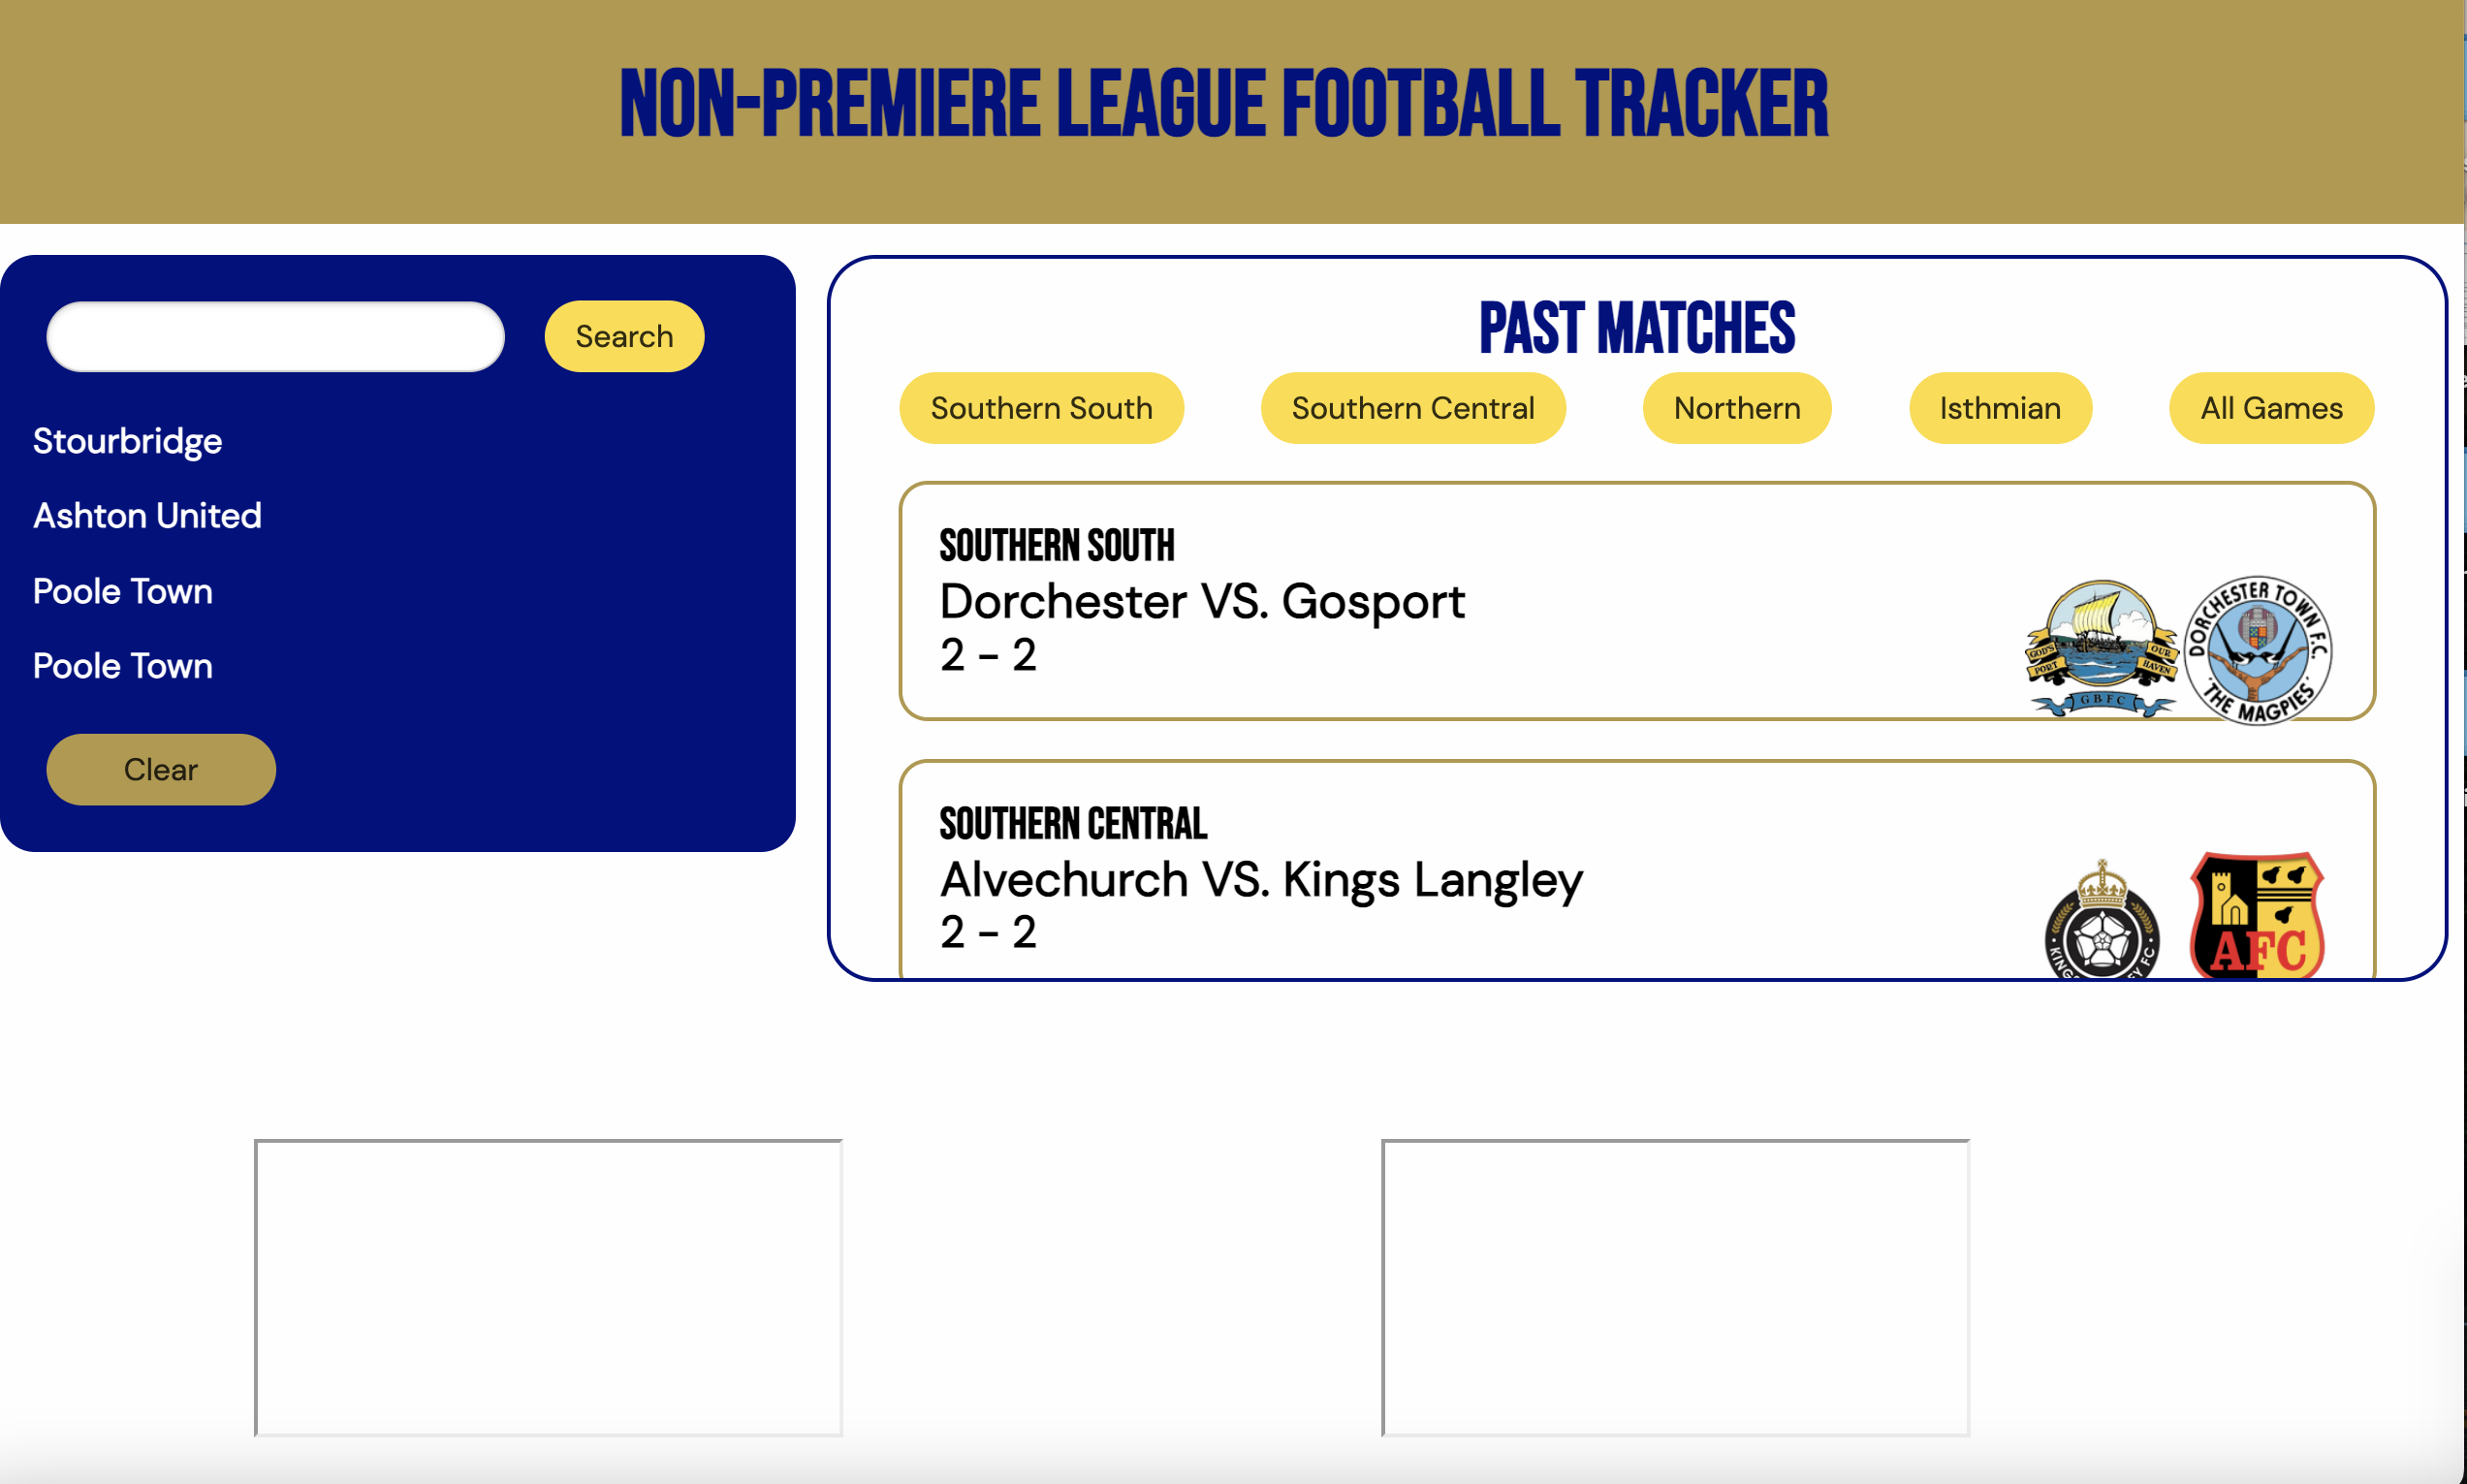 NON-PREMIERE LEAGUE FOOTBALL TRACKER
Search
Stourbridge
Ashton United
Poole Town
Poole Town
Clear
PAST MATCHES
Southern South
Southern Central
Northern
Isthmian
All Games
SOUTHERN SOUTH
Dorchester VS. Gosport
2 - 2
GOD'S PORT
OUR HAVEN
GBFC
DORCHESTER TOWN F.C.
'THE MAGPIES'
SOUTHERN CENTRAL
Alvechurch VS. Kings Langley
2 - 2
AFC